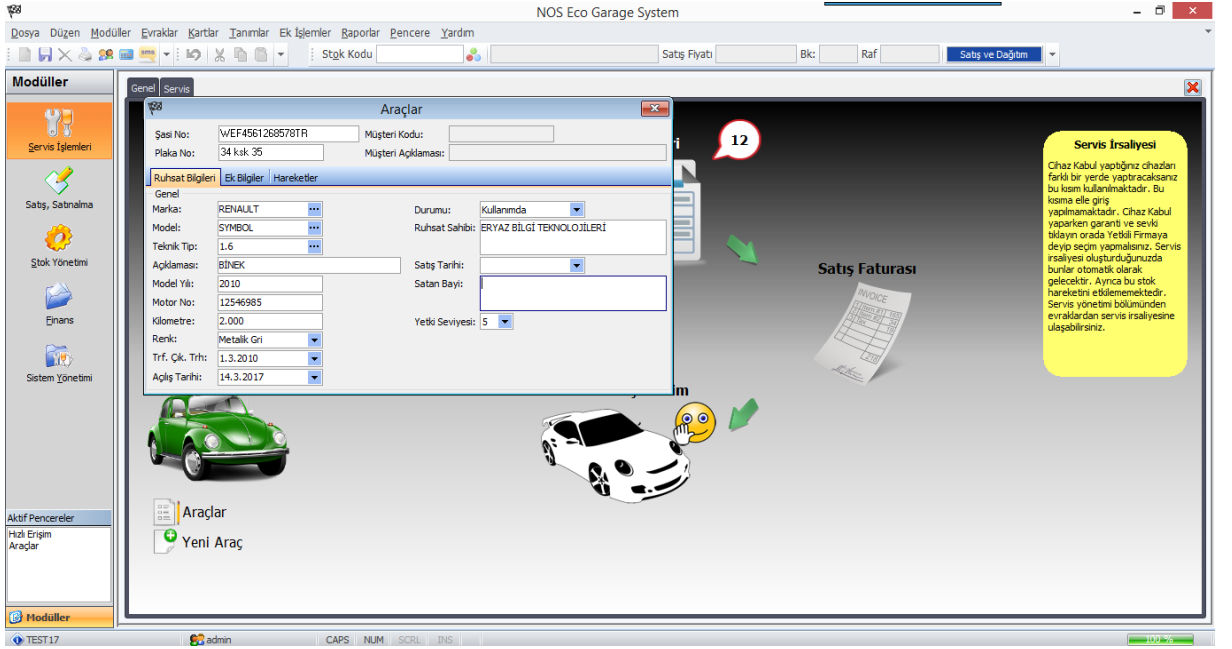 NOS Eco Garage System
Dosya Düzen Modüller Evraklar Kartlar Tanımlar Ek İşlemler Raporlar Pencere Yardım
sms Stok Kodu Satış Fiyatı Bk: Raf Satış ve Dağıtım
Modüller
Servis İşlemleri
Satış, Satınalma
Stok Yönetimi
Finans
Sistem Yönetimi
Aktif Pencereler
Hızlı Erişim
Araçlar
Modüller
Genel Servis
Araçlar
Şasi No: WEF4561268578TR Müşteri Kodu:
Plaka No: 34 ksk 35 Müşteri Açıklaması:
Ruhsat Bilgileri Ek Bilgiler Hareketler
Genel
Marka: RENAULT Durumu: Kullanımda
Model: SYMBOL Ruhsat Sahibi: ERYAZ BİLGİ TEKNOLOJİLERİ
Teknik Tip: 1.6
Açıklaması: BİNEK Satış Tarihi:
Model Yılı: 2010 Satan Bayi:
Motor No: 12546985
Kilometre: 2.000 Yetki Seviyesi: 5
Renk: Metalik Gri
Trf. Çık. Trh: 1.3.2010
Açılış Tarihi: 14.3.2017
12
Satış Faturası
INVOICE
Servis İrsaliyesi
Cihaz Kabul yaptığınız cihazları
farklı bir yerde yaptıracaksanız
bu kısım kullanılmaktadır. Bu
kısıma elle giriş
yapılmamaktadır. Cihaz Kabul
yaparken garanti ve sevki
tıklayın orada Yetkili Firmaya
deyip seçim yapmalısınız. Servis
irsaliyesi oluşturduğunuzda
bunlar otomatik olarak
gelecektir. Ayrıca bu stok
hareketini etkilememektedir.
Servis yönetimi bölümünden
evraklardan servis irsaliyesine
ulaşabilirsiniz.
Araçlar
Yeni Araç
TEST17 admin CAPS NUM SCRL INS 100 %